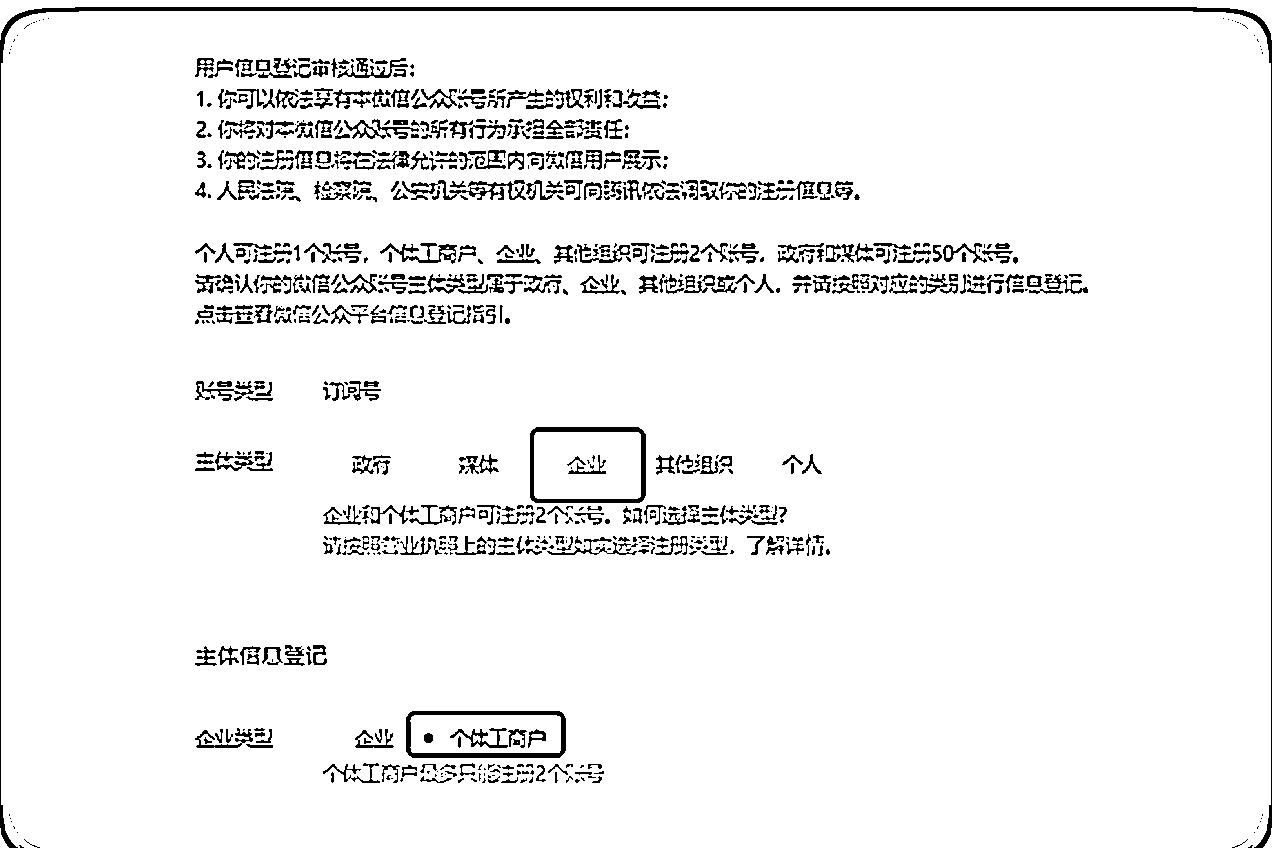 用户信息登记审核通过后：
1. 你可以依法享有本微信公众账号所产生的权利和收益；
2. 你将对本微信公众账号的所有行为承担全部责任；
3. 你的注册信息将在法律允许的范围内向微信用户展示；
4. 人民法院、检察院、公安机关等有权机关可向腾讯依法调取你的注册信息等。
个人可注册1个账号，个体工商户、企业、其他组织可注册2个账号，政府和媒体可注册50个账号。
请确认你的微信公众账号主体类型属于政府、企业、其他组织或个人，并请按照对应的类别进行信息登记。
点击查看微信公众平台信息登记指引。
账号类型 订阅号
主体类型 政府 媒体 企业 其他组织 个人
企业和个体工商户可注册2个账号。如何选择主体类型？
请按照营业执照上的主体类型如实选择注册类型，了解详情。
主体信息登记
企业类型 企业 个体工商户
个体工商户最多只能注册2个账号